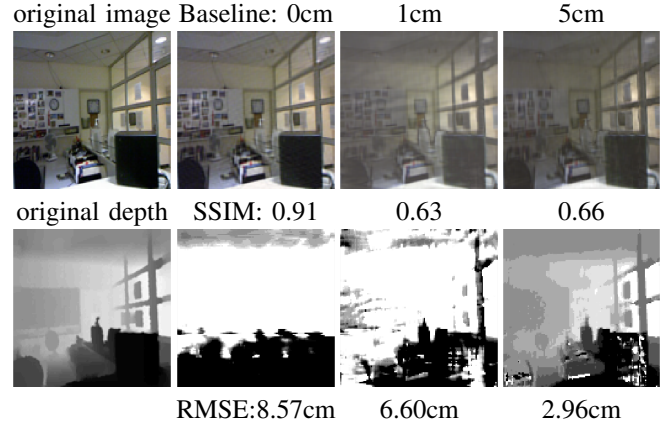 original image Baseline: 0cm 1cm 5cm
original depth SSIM: 0.91 0.63 0.66
RMSE:8.57cm 6.60cm 2.96cm